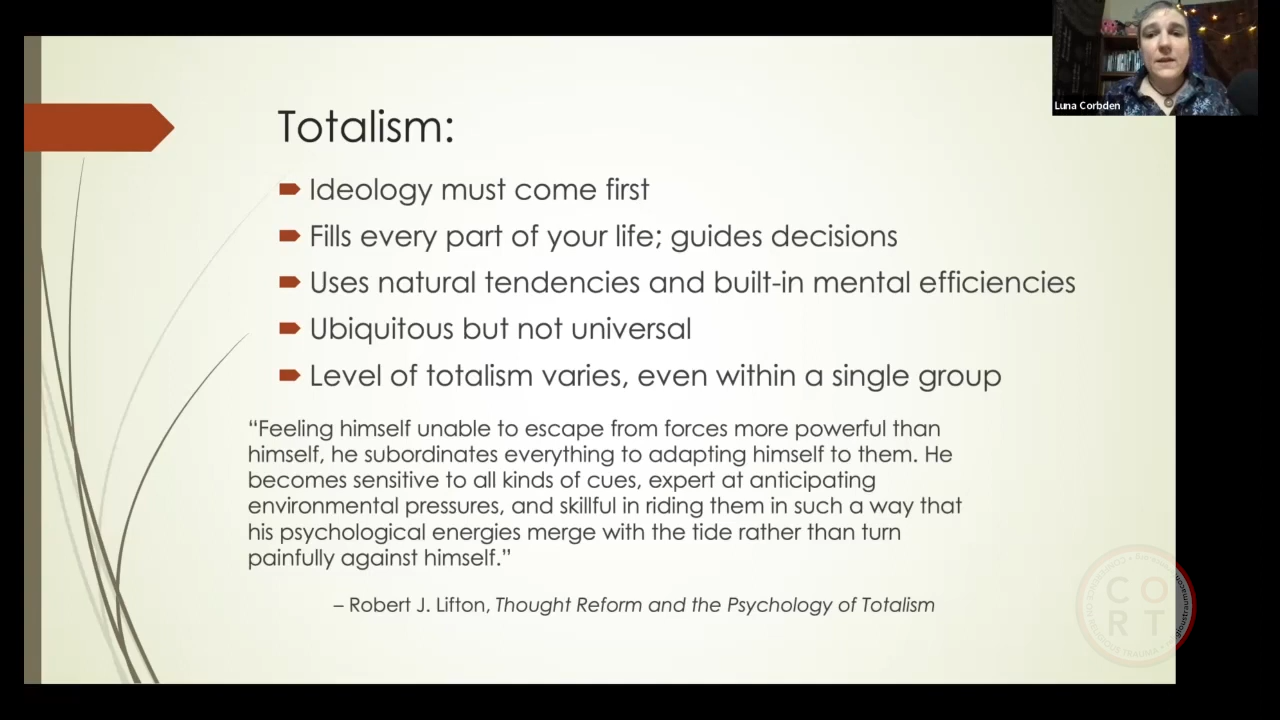 Luna Corbden
Totalism:
Ideology must come first
Fills every part of your life; guides decisions
Uses natural tendencies and built-in mental efficiencies
Ubiquitous but not universal
Level of totalism varies, even within a single group
“Feeling himself unable to escape from forces more powerful than
himself, he subordinates everything to adapting himself to them. He
becomes sensitive to all kinds of cues, expert at anticipating
environmental pressures, and skillful in riding them in such a way that
his psychological energies merge with the tide rather than turn
painfully against himself.”
– Robert J. Lifton, Thought Reform and the Psychology of Totalism
CO
RT